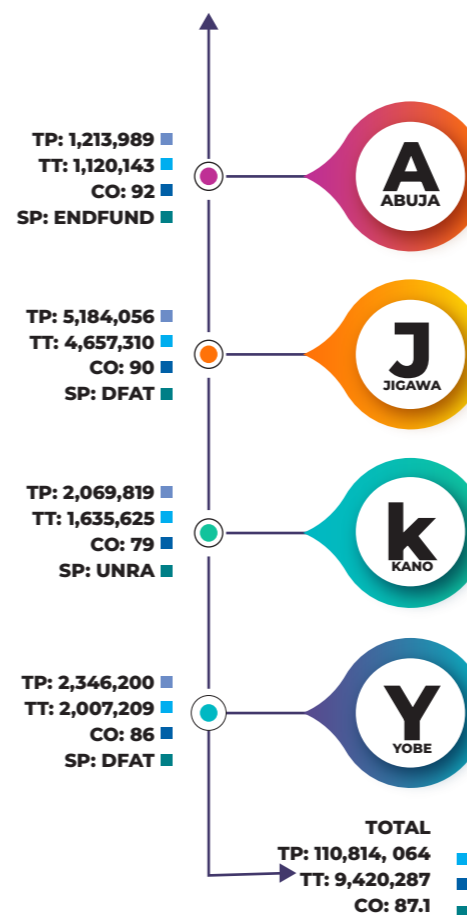 TP: 1,213,989
TT: 1,120,143
CO: 92
SP: ENDFUND
A
ABUJA
TP: 5,184,056
TT: 4,657,310
CO: 90
SP: DFAT
J
JIGAWA
TP: 2,069,819
TT: 1,635,625
CO: 79
SP: UNRA
k
KANO
TP: 2,346,200
TT: 2,007,209
CO: 86
SP: DFAT
Y
YOBE
TOTAL
TP: 110,814, 064
TT: 9,420,287
CO: 87.1